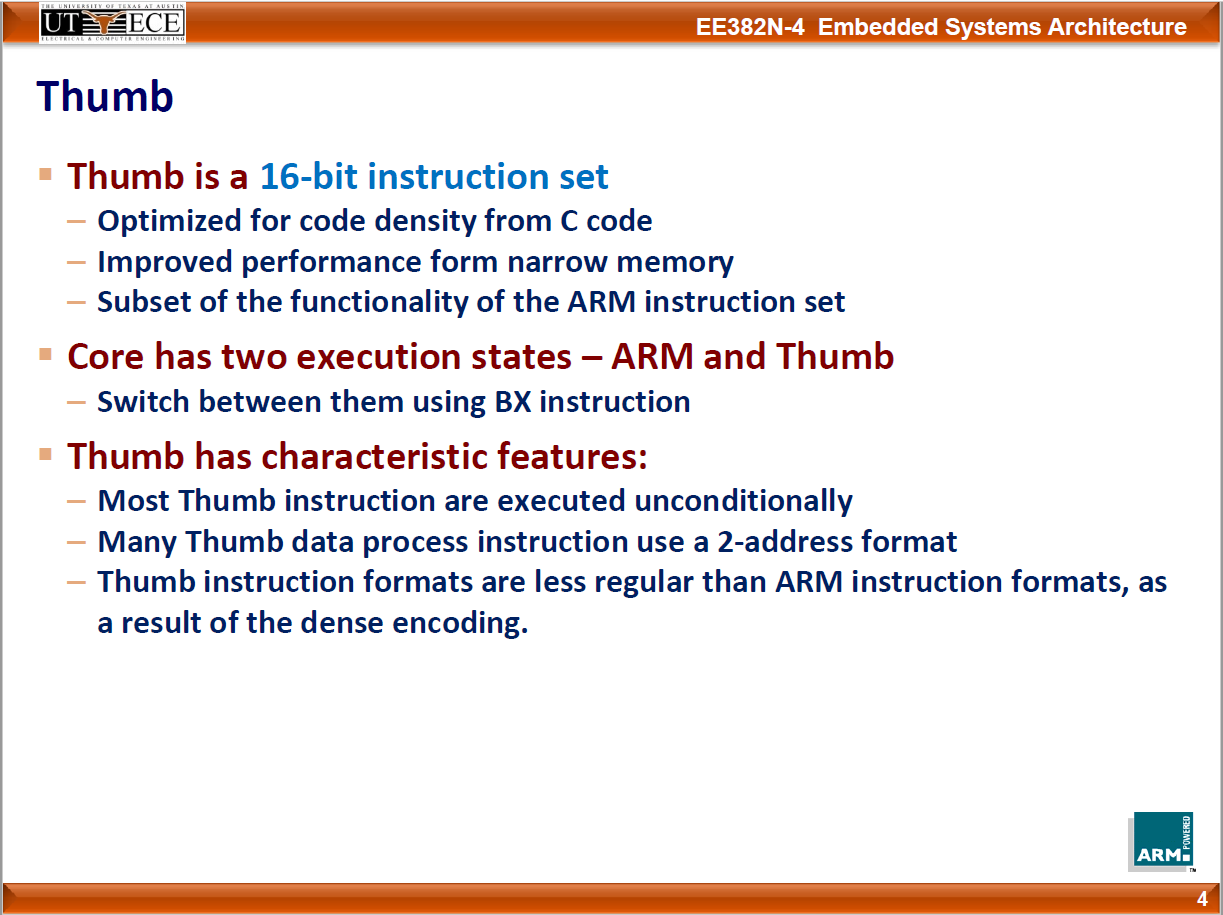 THE UNIVERSITY OF TEXAS AT AUSTIN
UT ECE
ELECTRICAL & COMPUTER ENGINEERING
EE382N-4 Embedded Systems Architecture
Thumb
Thumb is a 16-bit instruction set
– Optimized for code density from C code
– Improved performance form narrow memory
– Subset of the functionality of the ARM instruction set
Core has two execution states – ARM and Thumb
– Switch between them using BX instruction
Thumb has characteristic features:
– Most Thumb instruction are executed unconditionally
– Many Thumb data process instruction use a 2-address format
– Thumb instruction formats are less regular than ARM instruction formats, as
a result of the dense encoding.
ARM POWERED
™
4